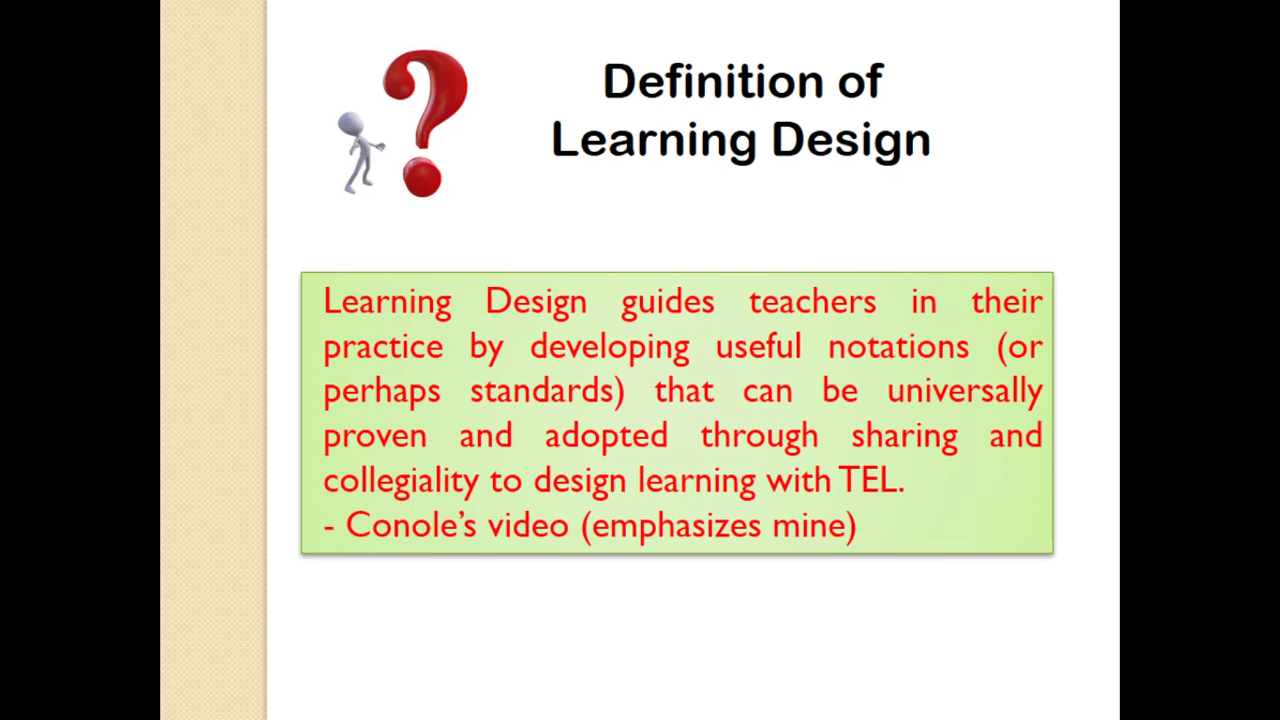 Definition of
Learning Design
Learning Design guides teachers in their
practice by developing useful notations (or
perhaps standards) that can be universally
proven and adopted through sharing and
collegiality to design learning with TEL.
- Conole’s video (emphasizes mine)